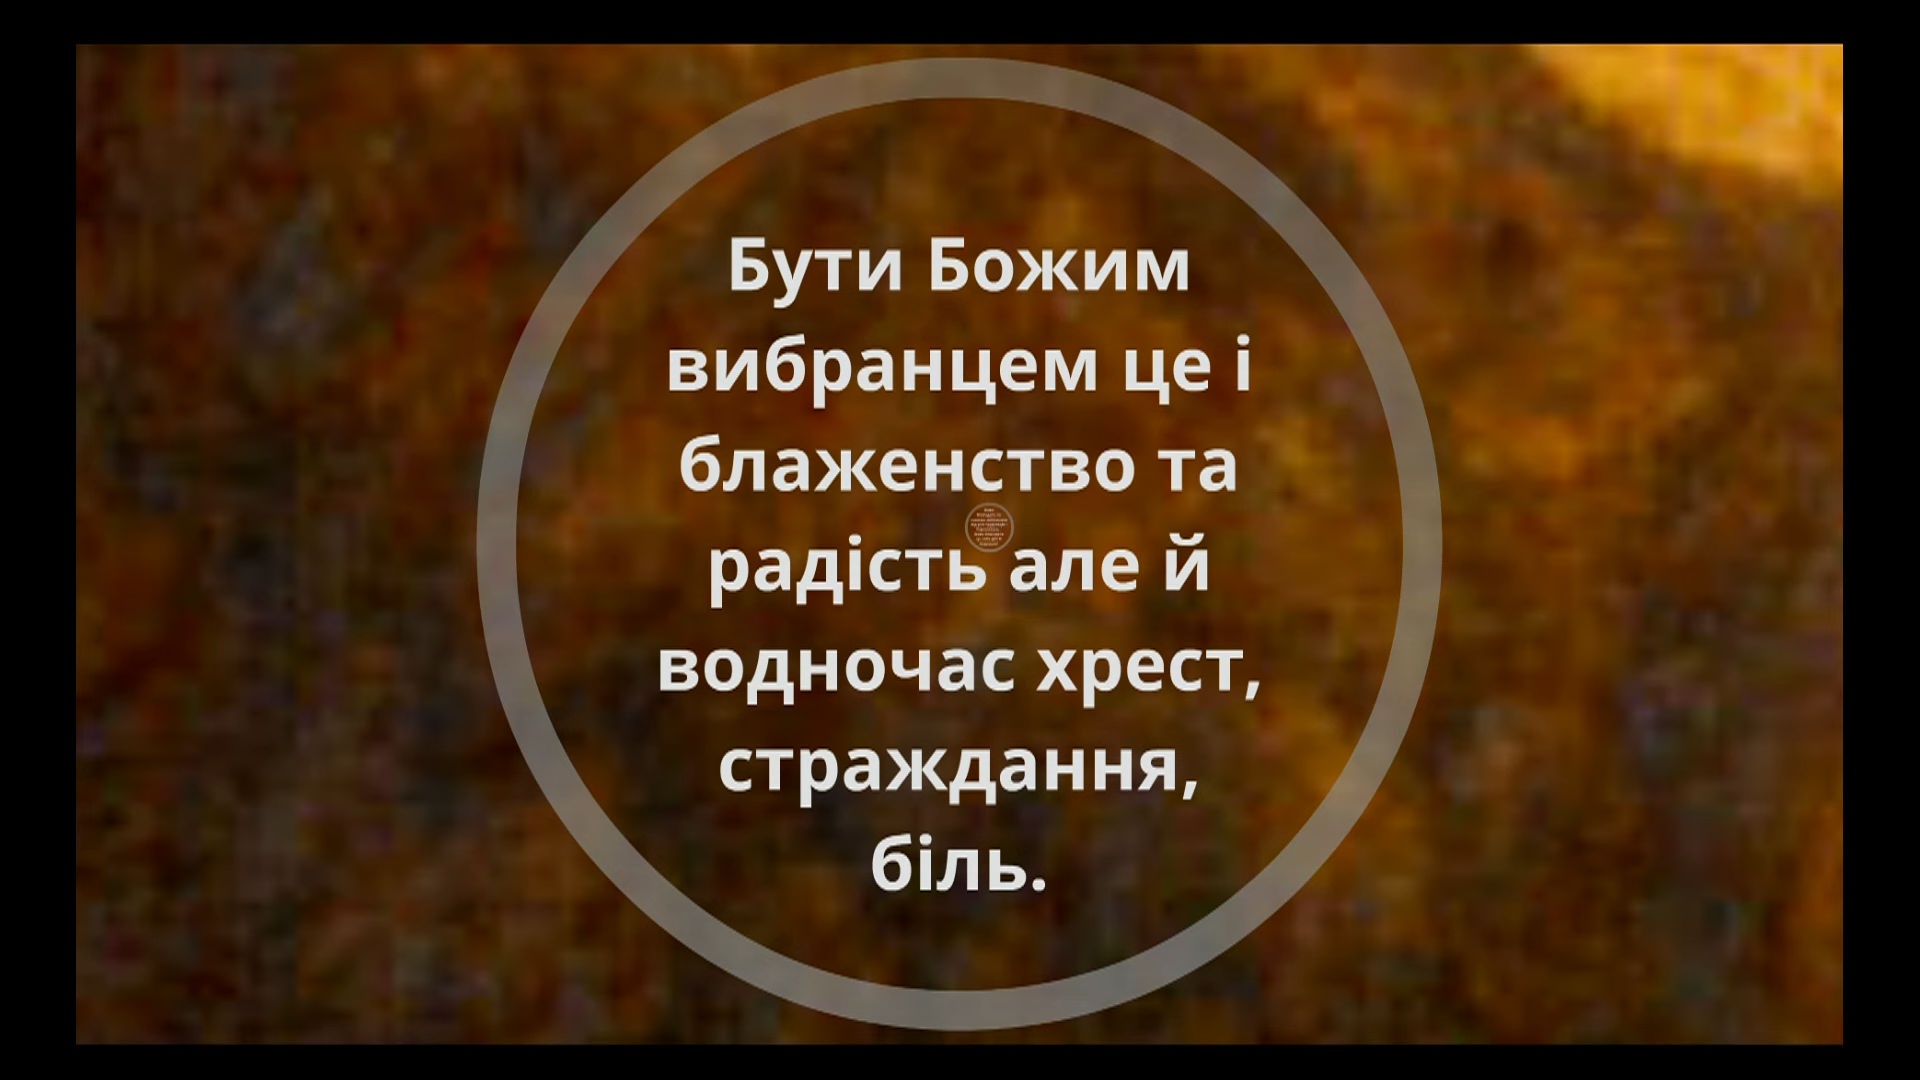 Бути Божим
вибранцем це і
блаженство та
радість але й
водночас хрест,
страждання,
біль.